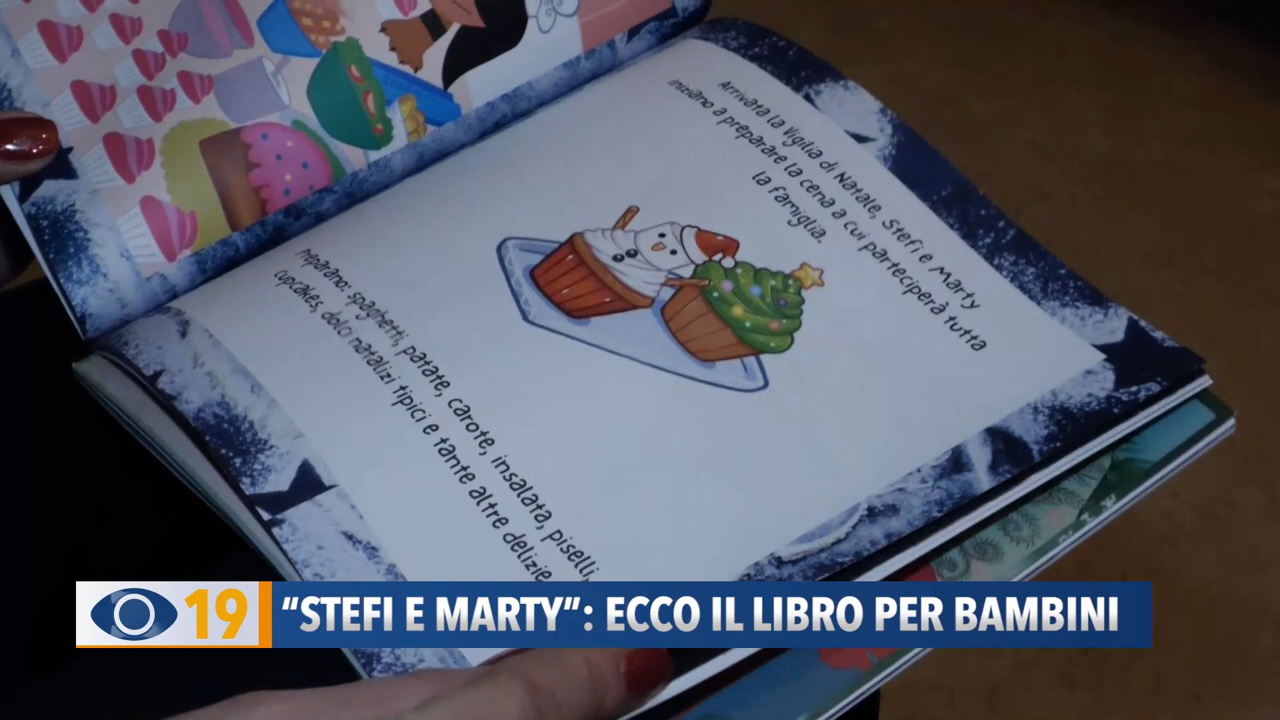 Arrivata la Vigilia di Natale, Stefi e Marty
iniziano a preparare la cena a cui parteciperà tutta
la famiglia.
Preparano: spaghetti, patate, carote, insalata, piselli,
cupcakes, dolci natalizi tipici e tante altre delizie
19 "STEFI E MARTY": ECCO IL LIBRO PER BAMBINI